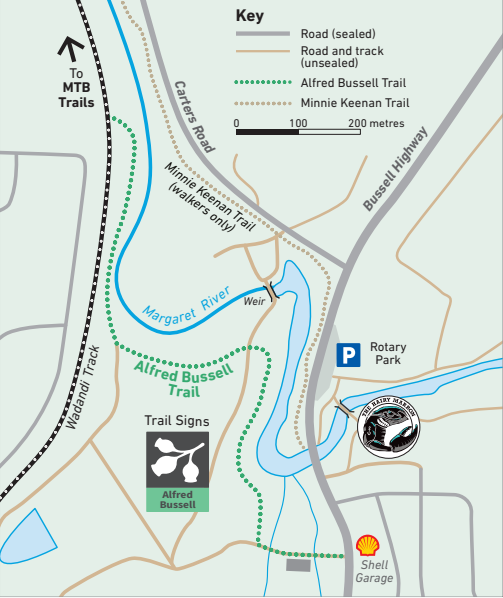 Key
Road (sealed)
Road and track
(unsealed)
Alfred Bussell Trail
Minnie Keenan Trail
0 100 200 metres
To
MTB
Trails
Carters Road
Bussell Highway
Minnie Keenan Trail
(walkers only)
Margaret River
Weir
Wadandi Track
Alfred Bussell
Trail
P
Rotary
Park
THE HAIRY MARRON
Trail Signs
Alfred
Bussell
Shell
Garage